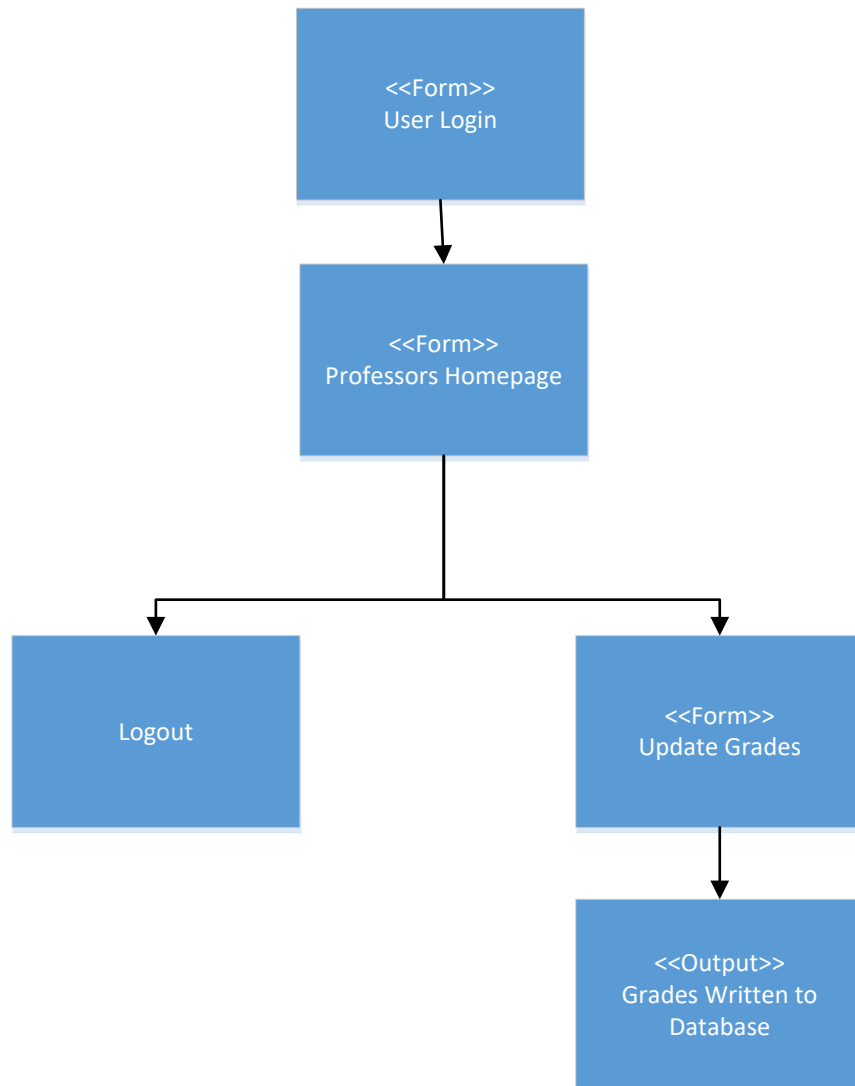 <<Form>>
User Login
<<Form>>
Professors Homepage
Logout
<<Form>>
Update Grades
<<Output>>
Grades Written to
Database